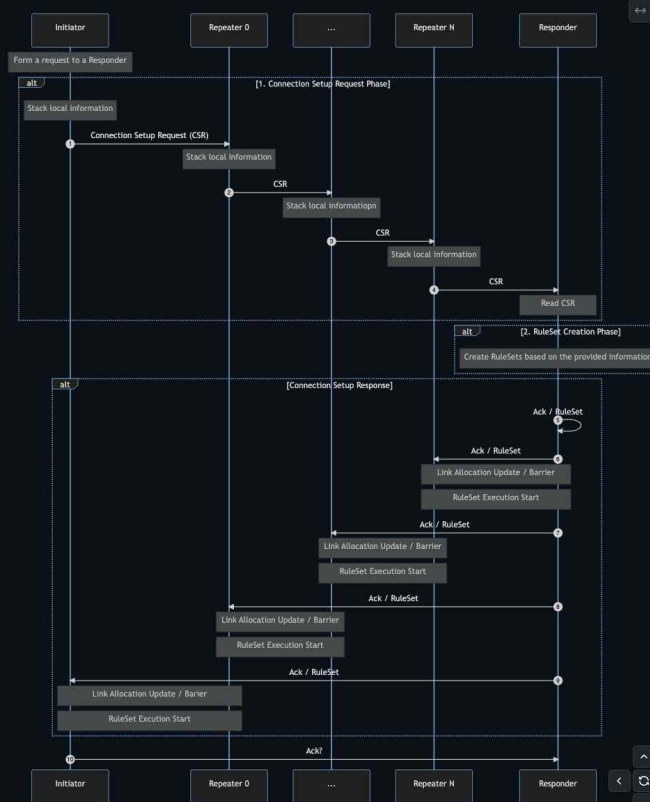 Initiator
Repeater 0
...
Repeater N
Responder
Form a request to a Responder
alt
[1. Connection Setup Request Phase]
Stack local information
Connection Setup Request (CSR)
1
Stack local information
CSR
2
Stack local informatiopn
CSR
3
Stack local information
CSR
4
Read CSR
alt
[2. RuleSet Creation Phase]
Create RuleSets based on the provided information
alt
[Connection Setup Response]
Ack / RuleSet
5
Ack / RuleSet
6
Link Allocation Update / Barrier
RuleSet Execution Start
Ack / RuleSet
7
Link Allocation Update / Barrier
RuleSet Execution Start
Ack / RuleSet
8
Link Allocation Update / Barrier
RuleSet Execution Start
Ack / RuleSet
9
Link Allocation Update / Barier
RuleSet Excution Start
Ack?
10
Initiator
Repeater 0
...
Repeater N
Responder